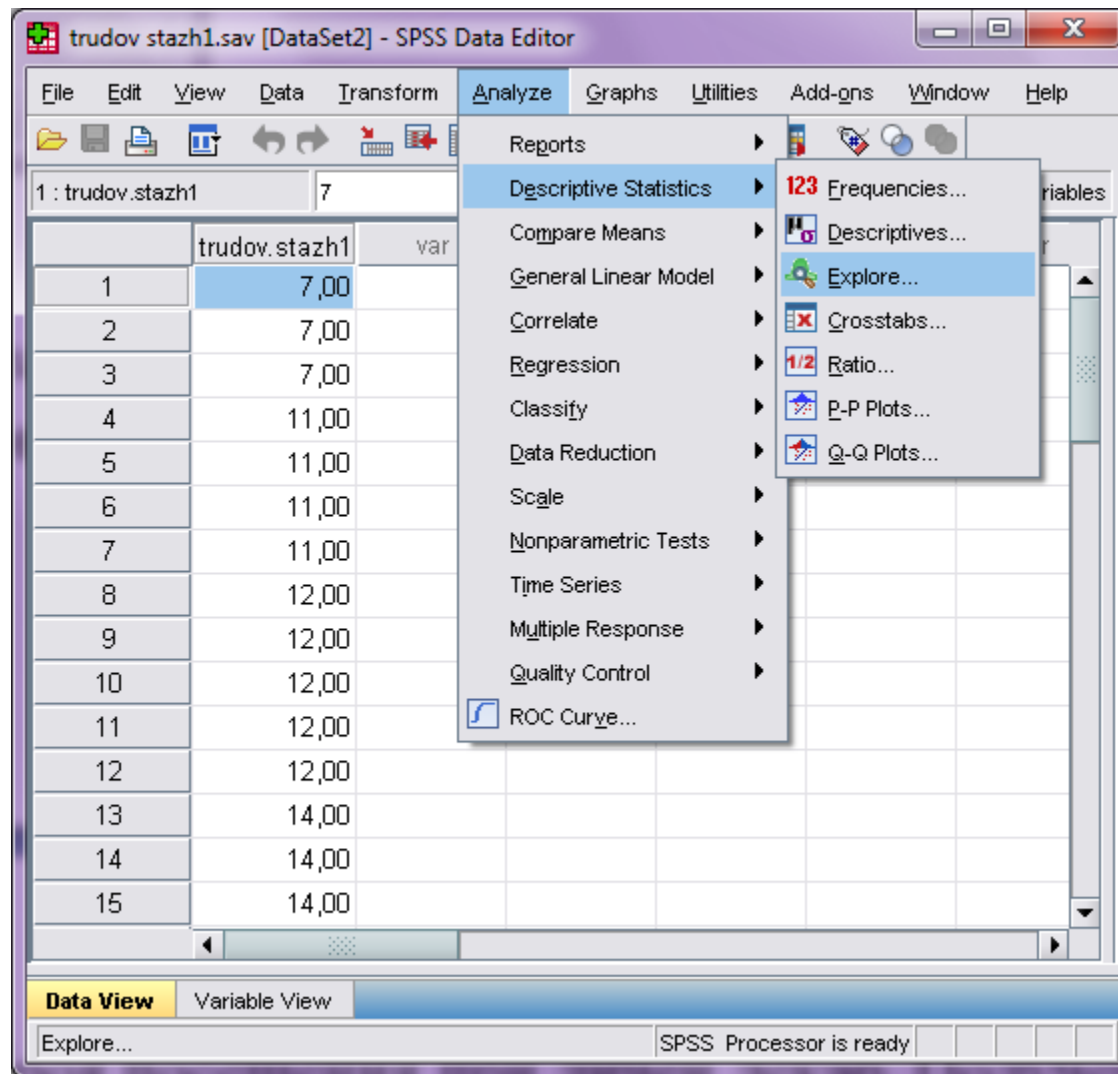 trudov stazh1.sav [DataSet2] - SPSS Data Editor
File Edit View Data Transform Analyze Graphs Utilities Add-ons Window Help
1 : trudov.stazh1 7 riables
trudov.stazh1 var r
1 7,00
2 7,00
3 7,00
4 11,00
5 11,00
6 11,00
7 11,00
8 12,00
9 12,00
10 12,00
11 12,00
12 12,00
13 14,00
14 14,00
15 14,00
Reports
Descriptive Statistics
Compare Means
General Linear Model
Correlate
Regression
Classify
Data Reduction
Scale
Nonparametric Tests
Time Series
Multiple Response
Quality Control
ROC Curve...
123 Frequencies...
μσ Descriptives...
Explore...
Crosstabs...
1/2 Ratio...
P-P Plots...
Q-Q Plots...
Data View Variable View
Explore... SPSS Processor is ready